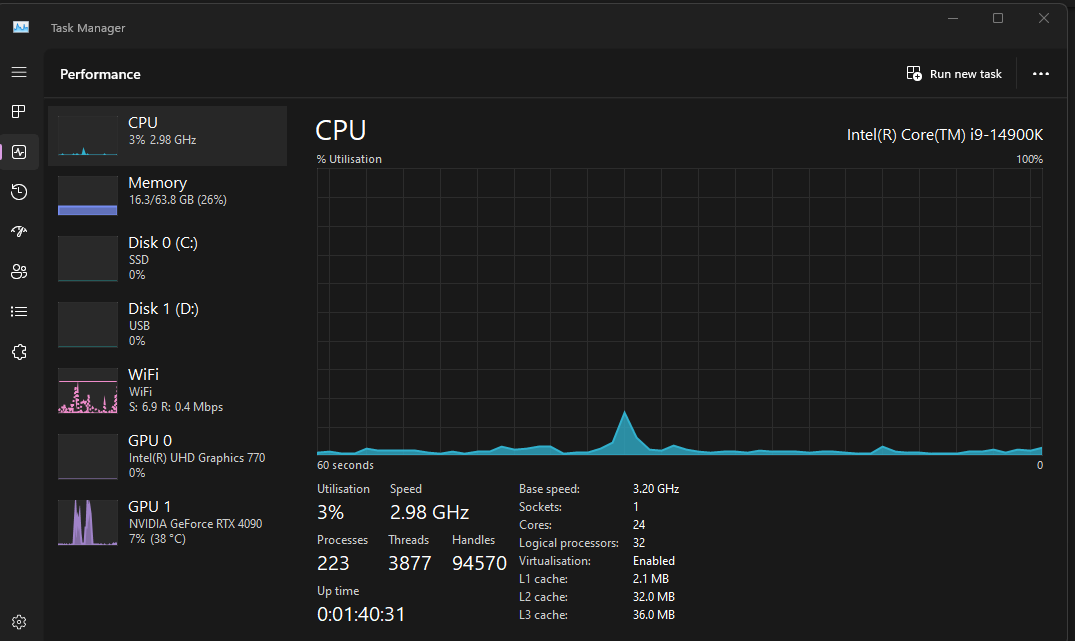 Task Manager
Performance
Run new task
CPU
3% 2.98 GHz
Memory
16.3/63.8 GB (26%)
Disk 0 (C:)
SSD
0%
Disk 1 (D:)
USB
0%
WiFi
WiFi
S: 6.9 R: 0.4 Mbps
GPU 0
Intel(R) UHD Graphics 770
0%
GPU 1
NVIDIA GeForce RTX 4090
7% (38 °C)
CPU
Intel(R) Core(TM) i9-14900K
% Utilisation
100%
60 seconds
0
Utilisation
Speed
3%
2.98 GHz
Processes
Threads
Handles
223
3877
94570
Up time
0:01:40:31
Base speed: 3.20 GHz
Sockets: 1
Cores: 24
Logical processors: 32
Virtualisation: Enabled
L1 cache: 2.1 MB
L2 cache: 32.0 MB
L3 cache: 36.0 MB